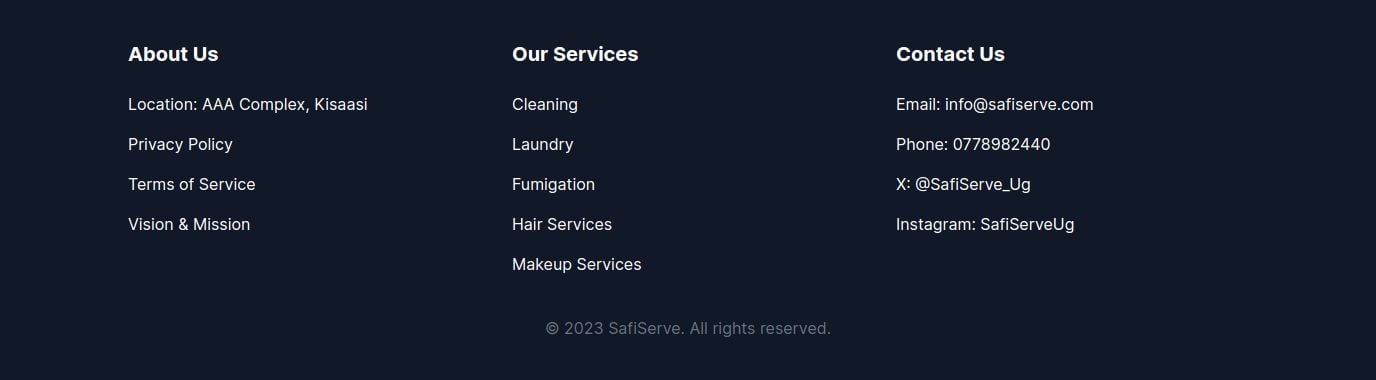 About Us
Location: AAA Complex, Kisaasi
Privacy Policy
Terms of Service
Vision & Mission
Our Services
Cleaning
Laundry
Fumigation
Hair Services
Makeup Services
Contact Us
Email: info@safiserve.com
Phone: 0778982440
X: @SafiServe_Ug
Instagram: SafiServeUg
© 2023 SafiServe. All rights reserved.